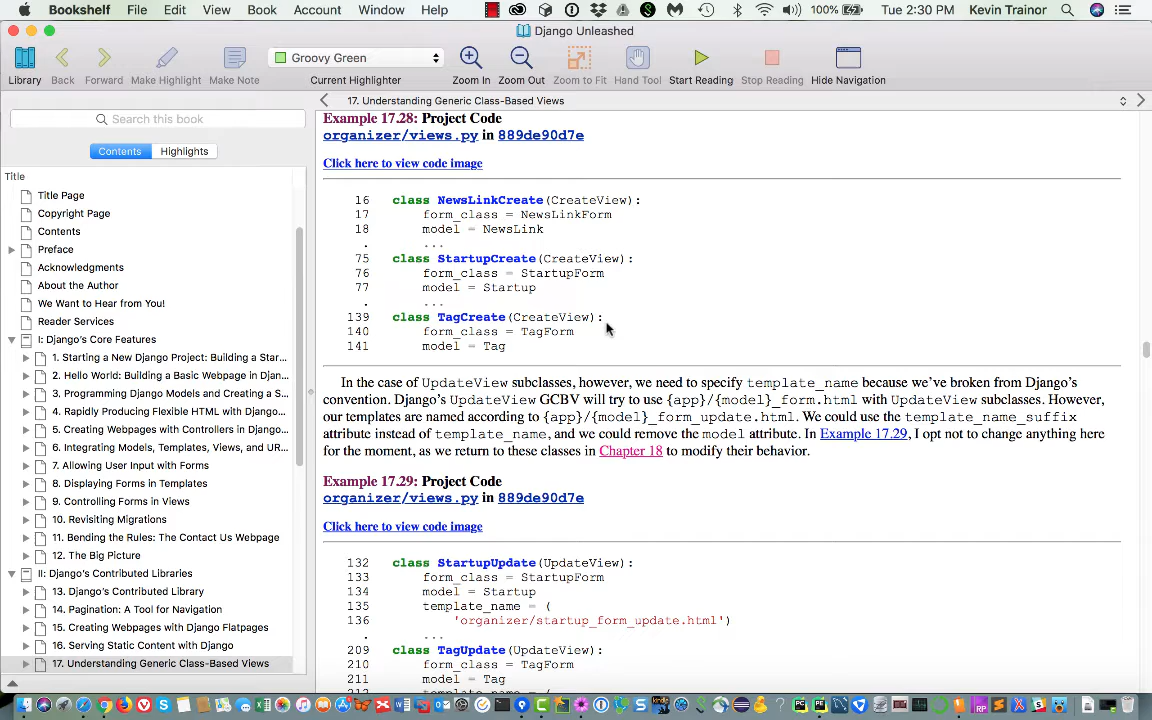 Bookshelf File Edit View Book Account Window Help 100% Tue 2:30 PM Kevin Trainor
Django Unleashed
Groovy Green
Library Back Forward Make Highlight Make Note Current Highlighter Zoom In Zoom Out Zoom to Fit Hand Tool Start Reading Stop Reading Hide Navigation
Search this book
Contents Highlights
Title
Title Page
Copyright Page
Contents
Preface
Acknowledgments
About the Author
We Want to Hear from You!
Reader Services
I: Django's Core Features
1. Starting a New Django Project: Building a Star...
2. Hello World: Building a Basic Webpage in Djan...
3. Programming Django Models and Creating a S...
4. Rapidly Producing Flexible HTML with Django...
5. Creating Webpages with Controllers in Django...
6. Integrating Models, Templates, Views, and UR...
7. Allowing User Input with Forms
8. Displaying Forms in Templates
9. Controlling Forms in Views
10. Revisiting Migrations
11. Bending the Rules: The Contact Us Webpage
12. The Big Picture
II: Django's Contributed Libraries
13. Django's Contributed Library
14. Pagination: A Tool for Navigation
15. Creating Webpages with Django Flatpages
16. Serving Static Content with Django
17. Understanding Generic Class-Based Views
17. Understanding Generic Class-Based Views
Example 17.28: Project Code
organizer/views.py in 889de90d7e
Click here to view code image
16 class NewsLinkCreate(CreateView):
17 form_class = NewsLinkForm
18 model = NewsLink
. ...
75 class StartupCreate(CreateView):
76 form_class = StartupForm
77 model = Startup
. ...
139 class TagCreate(CreateView):
140 form_class = TagForm
141 model = Tag
In the case of UpdateView subclasses, however, we need to specify template_name because we've broken from Django's
convention. Django's UpdateView GCBV will try to use {app}/{model}_form.html with UpdateView subclasses. However,
our templates are named according to {app}/{model}_form_update.html. We could use the template_name_suffix
attribute instead of template_name, and we could remove the model attribute. In Example 17.29, I opt not to change anything here
for the moment, as we return to these classes in Chapter 18 to modify their behavior.
Example 17.29: Project Code
organizer/views.py in 889de90d7e
Click here to view code image
132 class StartupUpdate(UpdateView):
133 form_class = StartupForm
134 model = Startup
135 template_name = (
136 'organizer/startup_form_update.html')
. ...
209 class TagUpdate(UpdateView):
210 form_class = TagForm
211 model = Tag